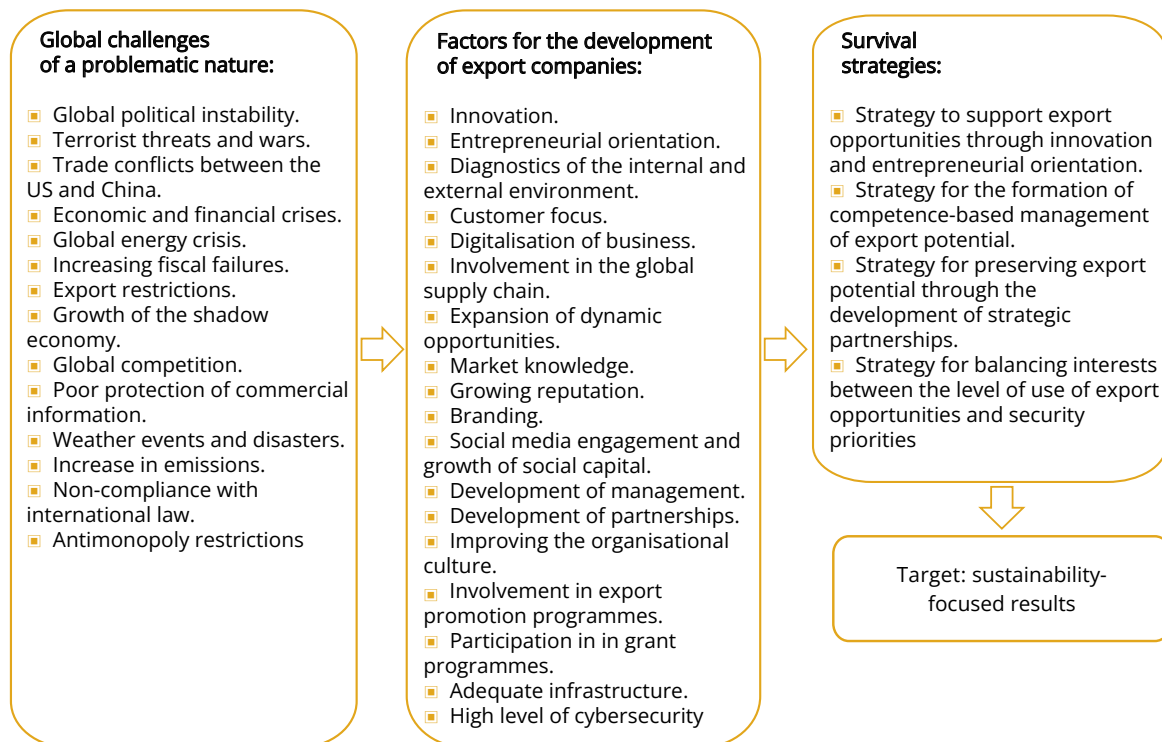 Global challenges
of a problematic nature:
Global political instability.
Terrorist threats and wars.
Trade conflicts between the
US and China.
Economic and financial crises.
Global energy crisis.
Increasing fiscal failures.
Export restrictions.
Growth of the shadow
economy.
Global competition.
Poor protection of commercial
information.
Weather events and disasters.
Increase in emissions.
Non-compliance with
international law.
Antimonopoly restrictions
Factors for the development
of export companies:
Innovation.
Entrepreneurial orientation.
Diagnostics of the internal and
external environment.
Customer focus.
Digitalisation of business.
Involvement in the global
supply chain.
Expansion of dynamic
opportunities.
Market knowledge.
Growing reputation.
Branding.
Social media engagement and
growth of social capital.
Development of management.
Development of partnerships.
Improving the organisational
culture.
Involvement in export
promotion programmes.
Participation in in grant
programmes.
Adequate infrastructure.
High level of cybersecurity
Survival
strategies:
Strategy to support export
opportunities through innovation
and entrepreneurial orientation.
Strategy for the formation of
competence-based management
of export potential.
Strategy for preserving export
potential through the
development of strategic
partnerships.
Strategy for balancing interests
between the level of use of export
opportunities and security
priorities
Target: sustainability-
focused results